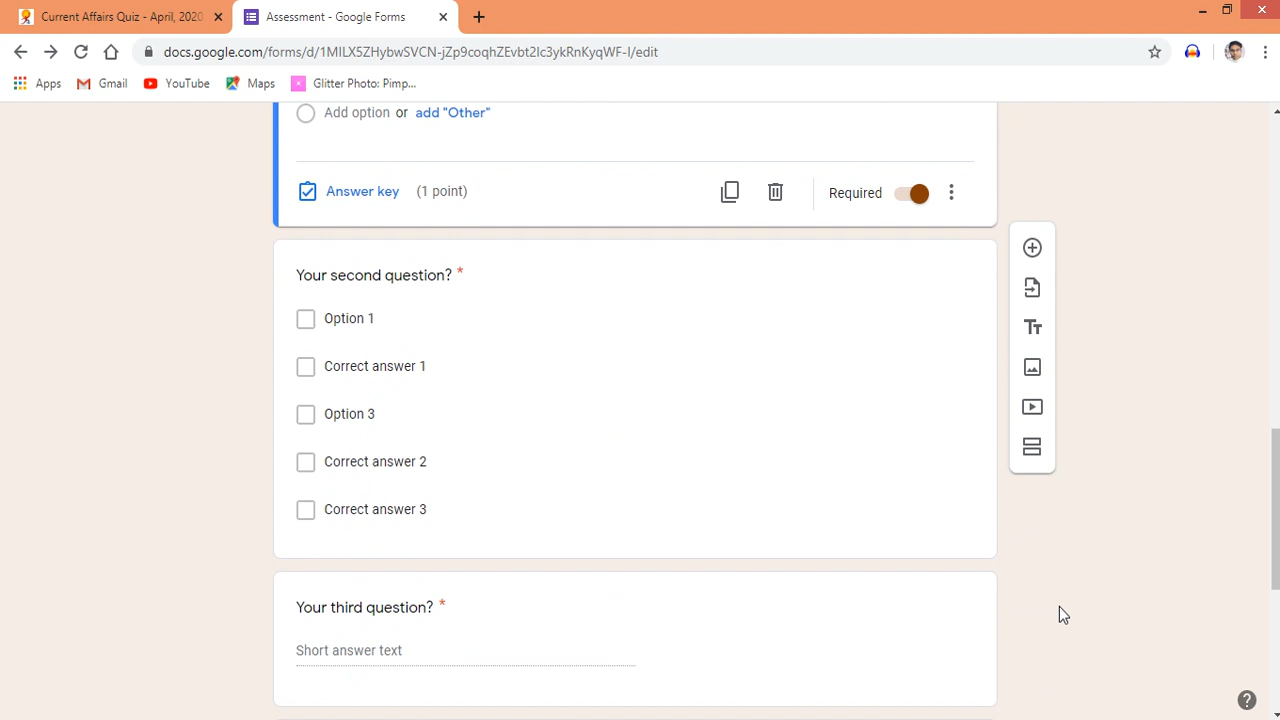 Current Affairs Quiz - April, 2020
Assessment - Google Forms
docs.google.com/forms/d/1MILX5ZHybwSVCN-jZp9coqhZEvbt2Ic3ykRnKyqWF-I/edit
Apps Gmail YouTube Maps Glitter Photo: Pimp...
Add option or add "Other"
Answer key (1 point)
Required
Your second question? *
Option 1
Correct answer 1
Option 3
Correct answer 2
Correct answer 3
Your third question? *
Short answer text